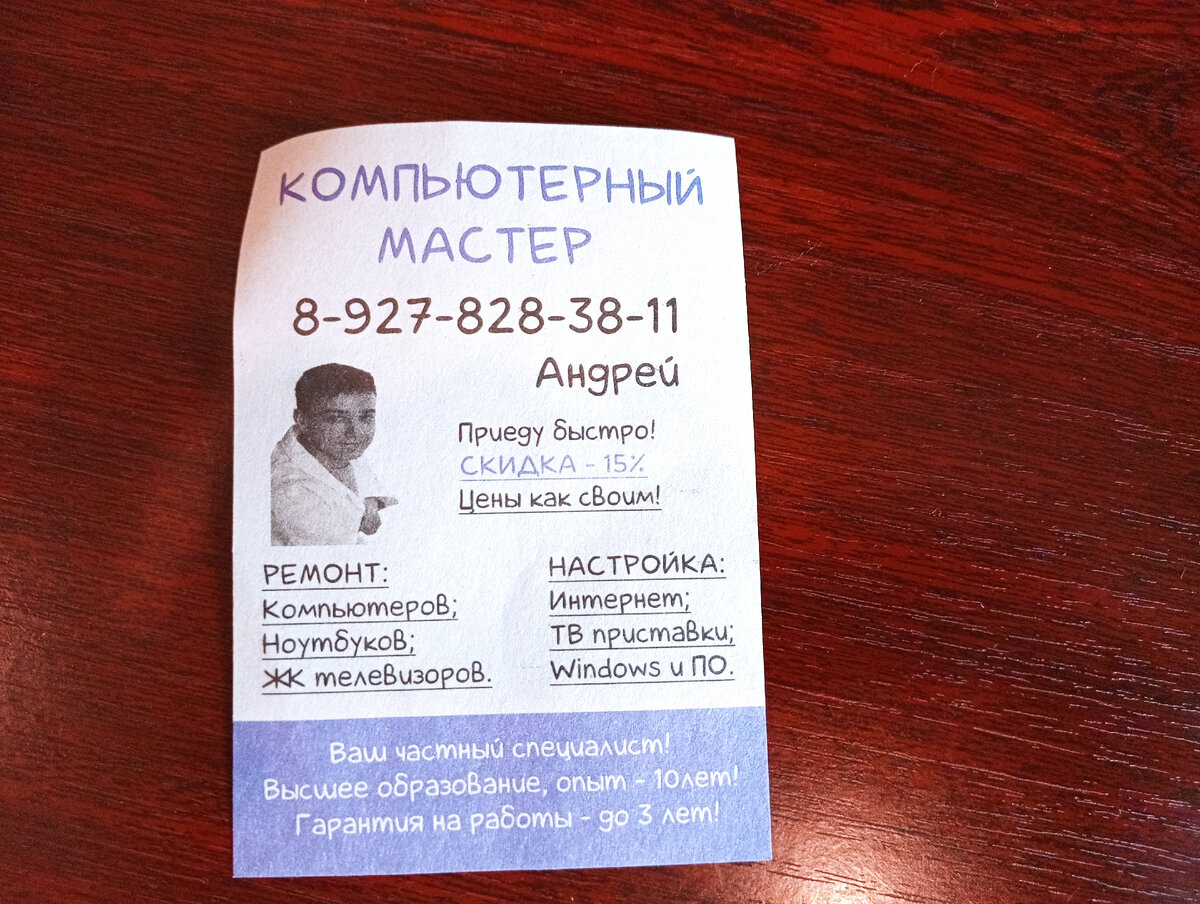 КОМПЬЮТЕРНЫЙ
МАСТЕР
8-927-828-38-11
Андрей
Приеду быстро!
СКИДКА - 15%
Цены как своим!
РЕМОНТ:
Компьютеров;
Ноутбуков;
ЖК телевизоров.
НАСТРОЙКА:
Интернет;
ТВ приставки;
Windows и ПО.
Ваш частный специалист!
Высшее образование, опыт - 10лет!
Гарантия на работы - до 3 лет!